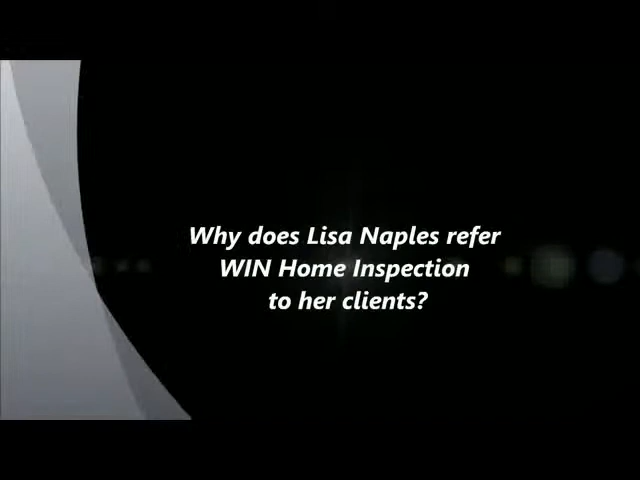 Why does Lisa Naples refer
WIN Home Inspection
to her clients?